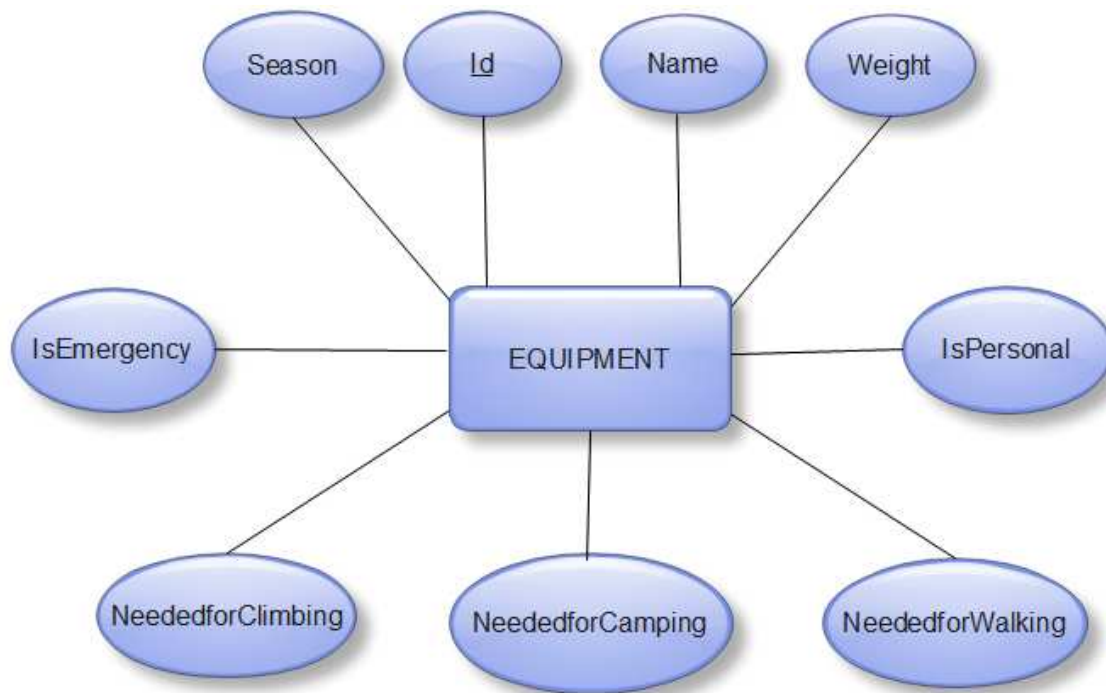 Season
Id
Name
Weight
IsEmergency
EQUIPMENT
IsPersonal
NeededforClimbing
NeededforCamping
NeededforWalking